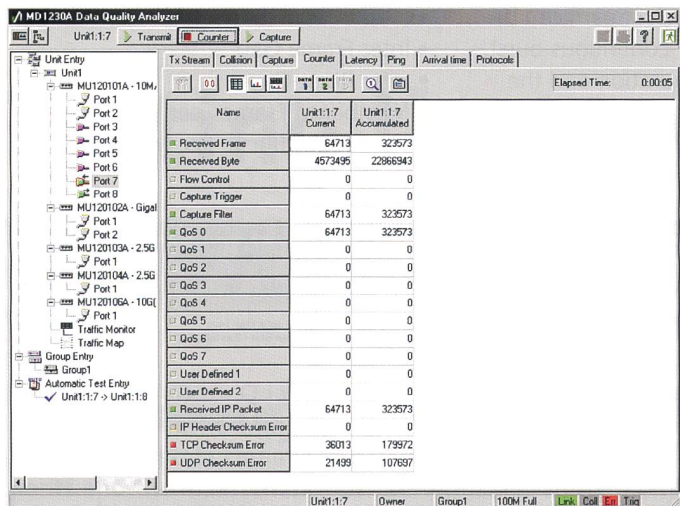 MD1230A Data Quality Analyzer
Unit1:1:7 Transmit Counter Capture
Unit Entry
Unit1
MU120101A - 10M
Port 1
Port 2
Port 3
Port 4
Port 5
Port 6
Port 7
Port 8
MU120102A - Gigal
Port 1
Port 2
MU120103A - 2.5G
Port 1
MU120104A - 2.5G
Port 1
MU120106A - 10G(
Port 1
Traffic Monitor
Traffic Map
Group Entry
Group1
Automatic Test Entry
Unit1:1:7 -> Unit1:1:8
Tx Stream Collision Capture Counter Latency Ping Arrival time Protocols
DATA 1 DATA 2 Elapsed Time: 0:00:05
Name Unit1:1:7 Current Unit1:1:7 Accumulated
Received Frame 64713 323573
Received Byte 4573495 22866943
Flow Control 0 0
Capture Trigger 0 0
Capture Filter 64713 323573
QoS 0 64713 323573
QoS 1 0 0
QoS 2 0 0
QoS 3 0 0
QoS 4 0 0
QoS 5 0 0
QoS 6 0 0
QoS 7 0 0
User Defined 1 0 0
User Defined 2 0 0
Received IP Packet 64713 323573
IP Header Checksum Error 0 0
TCP Checksum Error 36013 179972
UDP Checksum Error 21499 107697
Unit1:1:7 Owner Group1 100M Full Link Coll Err Trig